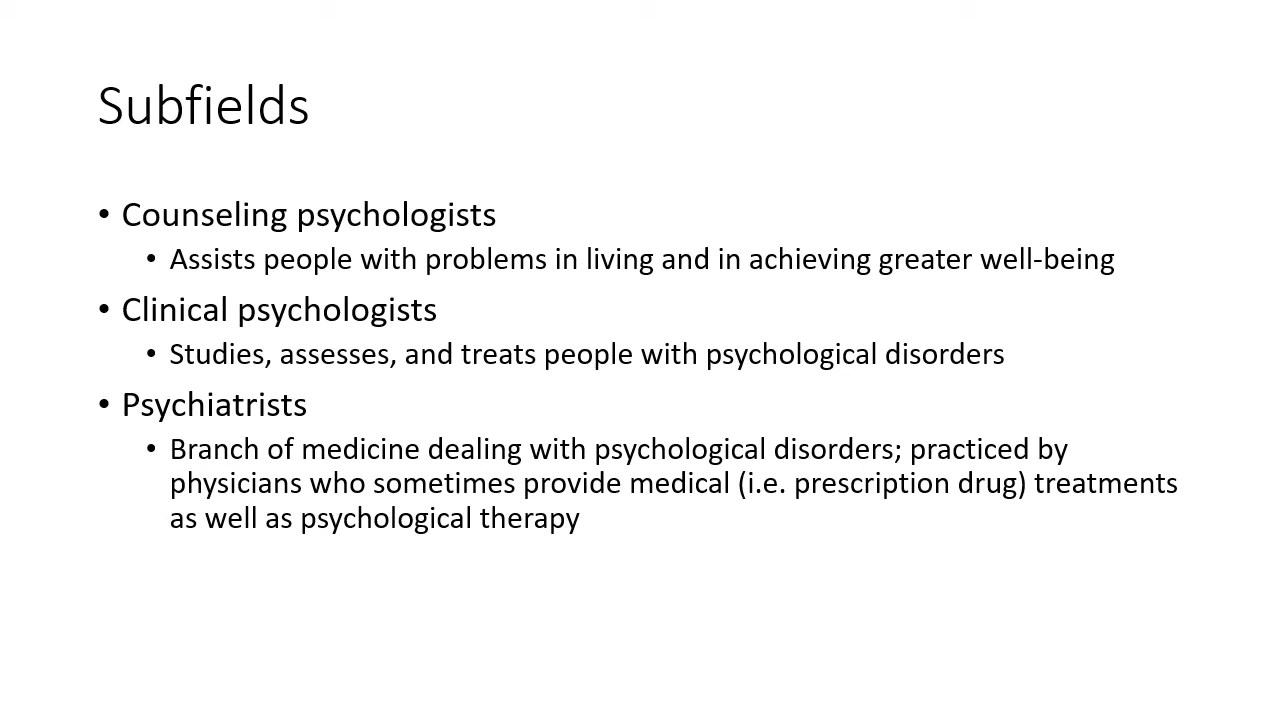 Subfields
• Counseling psychologists
• Assists people with problems in living and in achieving greater well-being
• Clinical psychologists
• Studies, assesses, and treats people with psychological disorders
• Psychiatrists
• Branch of medicine dealing with psychological disorders; practiced by
physicians who sometimes provide medical (i.e. prescription drug) treatments
as well as psychological therapy